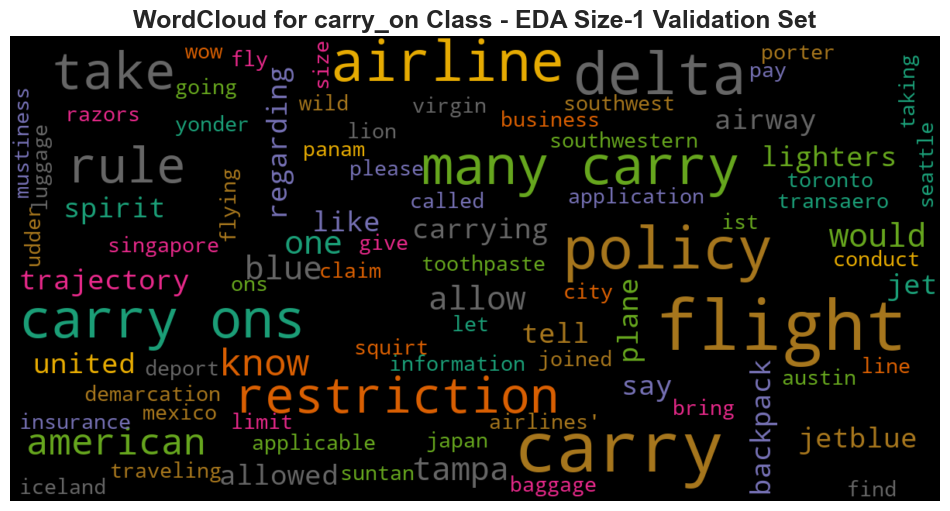 WordCloud for carry_on Class - EDA Size-1 Validation Set
wow fly size airline delta porter
take going pay taking
razors yonder regarding wild virgin southwest business airway
mustiness luggage lion southwestern seattle
rule panam please many carry lighters
spirit flying called application toronto transaero
udder singapore like give carrying ist would
one policy conduct
trajectory ons blue claim toothpaste city jet
carry ons allow let plane flight
united deport know squirt information tell joined line
demarcation restriction say austin
insurance mexico limit airlines' bring backpack
american applicable japan carry jetblue
traveling allowed suntan tampa
iceland baggage find